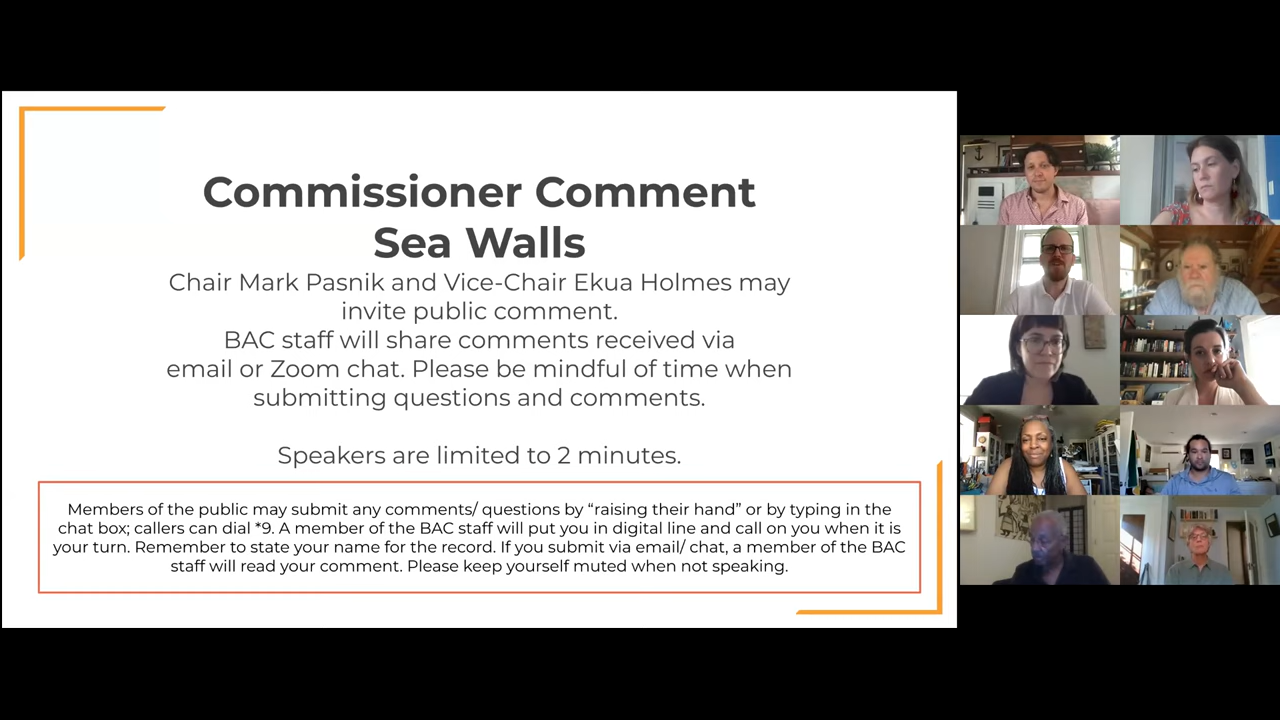 Commissioner Comment
Sea Walls
Chair Mark Pasnik and Vice-Chair Ekua Holmes may
invite public comment.
BAC staff will share comments received via
email or Zoom chat. Please be mindful of time when
submitting questions and comments.
Speakers are limited to 2 minutes.
Members of the public may submit any comments/ questions by “raising their hand” or by typing in the
chat box; callers can dial *9. A member of the BAC staff will put you in digital line and call on you when it is
your turn. Remember to state your name for the record. If you submit via email/ chat, a member of the BAC
staff will read your comment. Please keep yourself muted when not speaking.